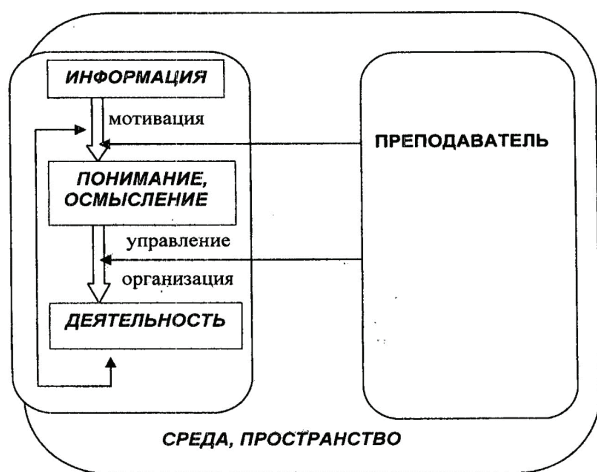 ИНФОРМАЦИЯ
мотивация
ПРЕПОДАВАТЕЛЬ
ПОНИМАНИЕ,
ОСМЫСЛЕНИЕ
управление
организация
ДЕЯТЕЛЬНОСТЬ
СРЕДА, ПРОСТРАНСТВО